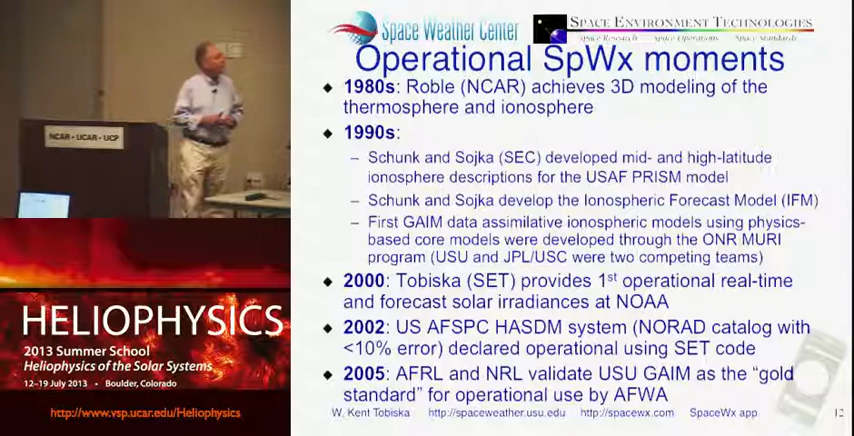 Space Weather Center
SPACE ENVIRONMENT TECHNOLOGIES
Space Research Space Operations Space Standards
Operational SpWx moments
◆ 1980s: Roble (NCAR) achieves 3D modeling of the
thermosphere and ionosphere
◆ 1990s:
– Schunk and Sojka (SEC) developed mid- and high-latitude
ionosphere descriptions for the USAF PRISM model
– Schunk and Sojka develop the Ionospheric Forecast Model (IFM)
– First GAIM data assimilative ionospheric models using physics-
based core models were developed through the ONR MURI
program (USU and JPL/USC were two competing teams)
◆ 2000: Tobiska (SET) provides 1st operational real-time
and forecast solar irradiances at NOAA
◆ 2002: US AFSPC HASDM system (NORAD catalog with
<10% error) declared operational using SET code
◆ 2005: AFRL and NRL validate USU GAIM as the “gold
standard” for operational use by AFWA
W. Kent Tobiska http://spaceweather.usu.edu http://spacewx.com SpaceWx app 12
NCAR • UCAR • UCP
HELIOPHYSICS
2013 Summer School
Heliophysics of the Solar Systems
12–19 July 2013 • Boulder, Colorado
http://www.vsp.ucar.edu/Heliophysics